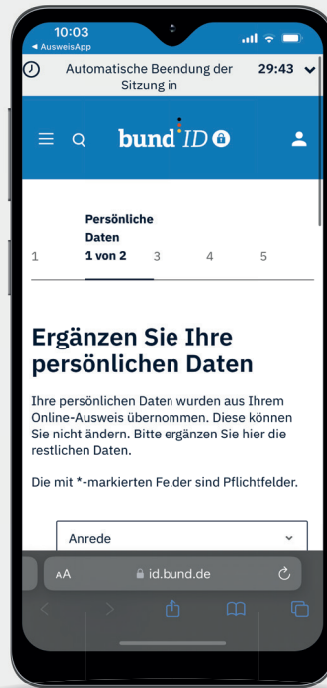 10:03
◀ AusweisApp
Automatische Beendung der
Sitzung in
29:43
bund ID
Persönliche
Daten
1 1 von 2 3 4 5
Ergänzen Sie Ihre
persönlichen Daten
Ihre persönlichen Daten wurden aus Ihrem
Online-Ausweis übernommen. Diese können
Sie nicht ändern. Bitte ergänzen Sie hier die
restlichen Daten.
Die mit *-markierten Felder sind Pflichtfelder.
Anrede
AA id.bund.de